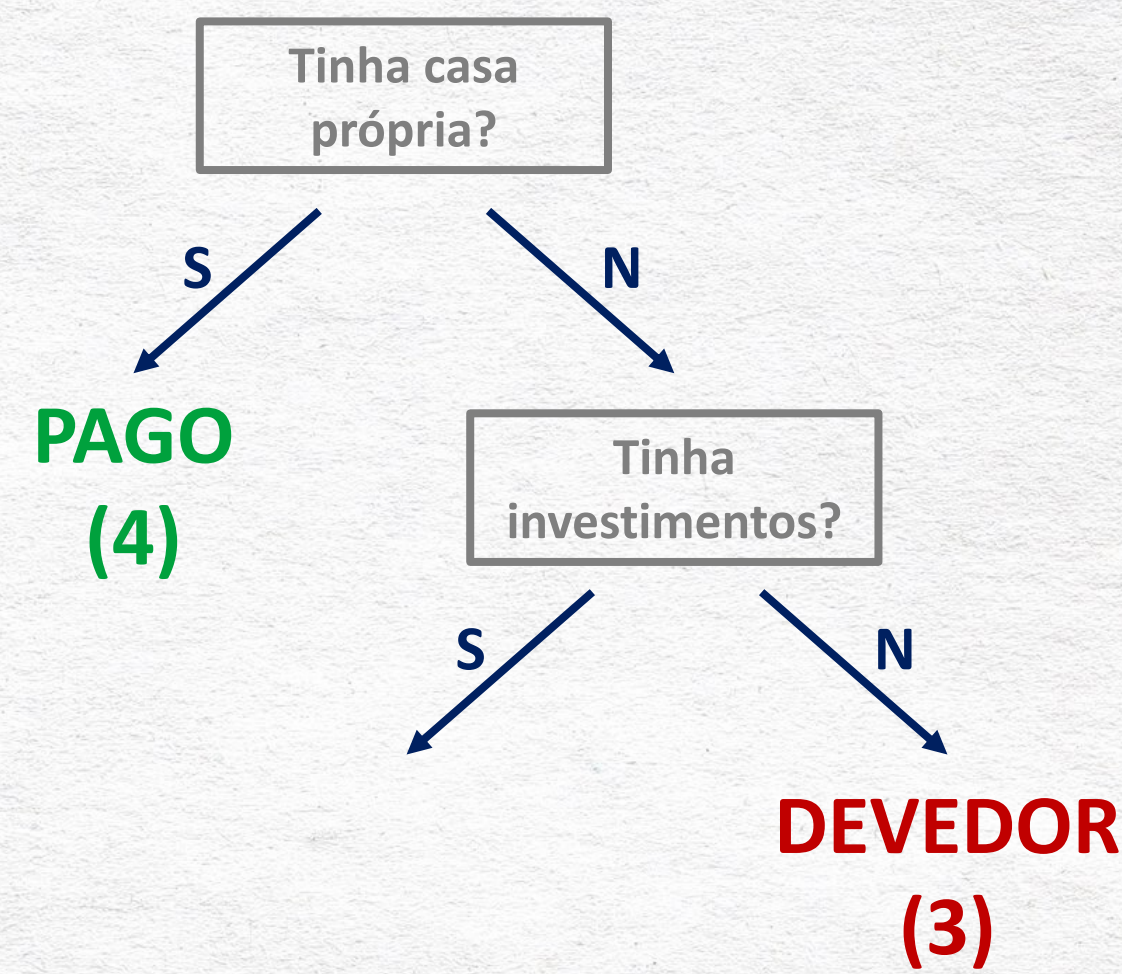 Tinha casa
própria?
S
N
PAGO
(4)
Tinha
investimentos?
S
N
DEVEDOR
(3)